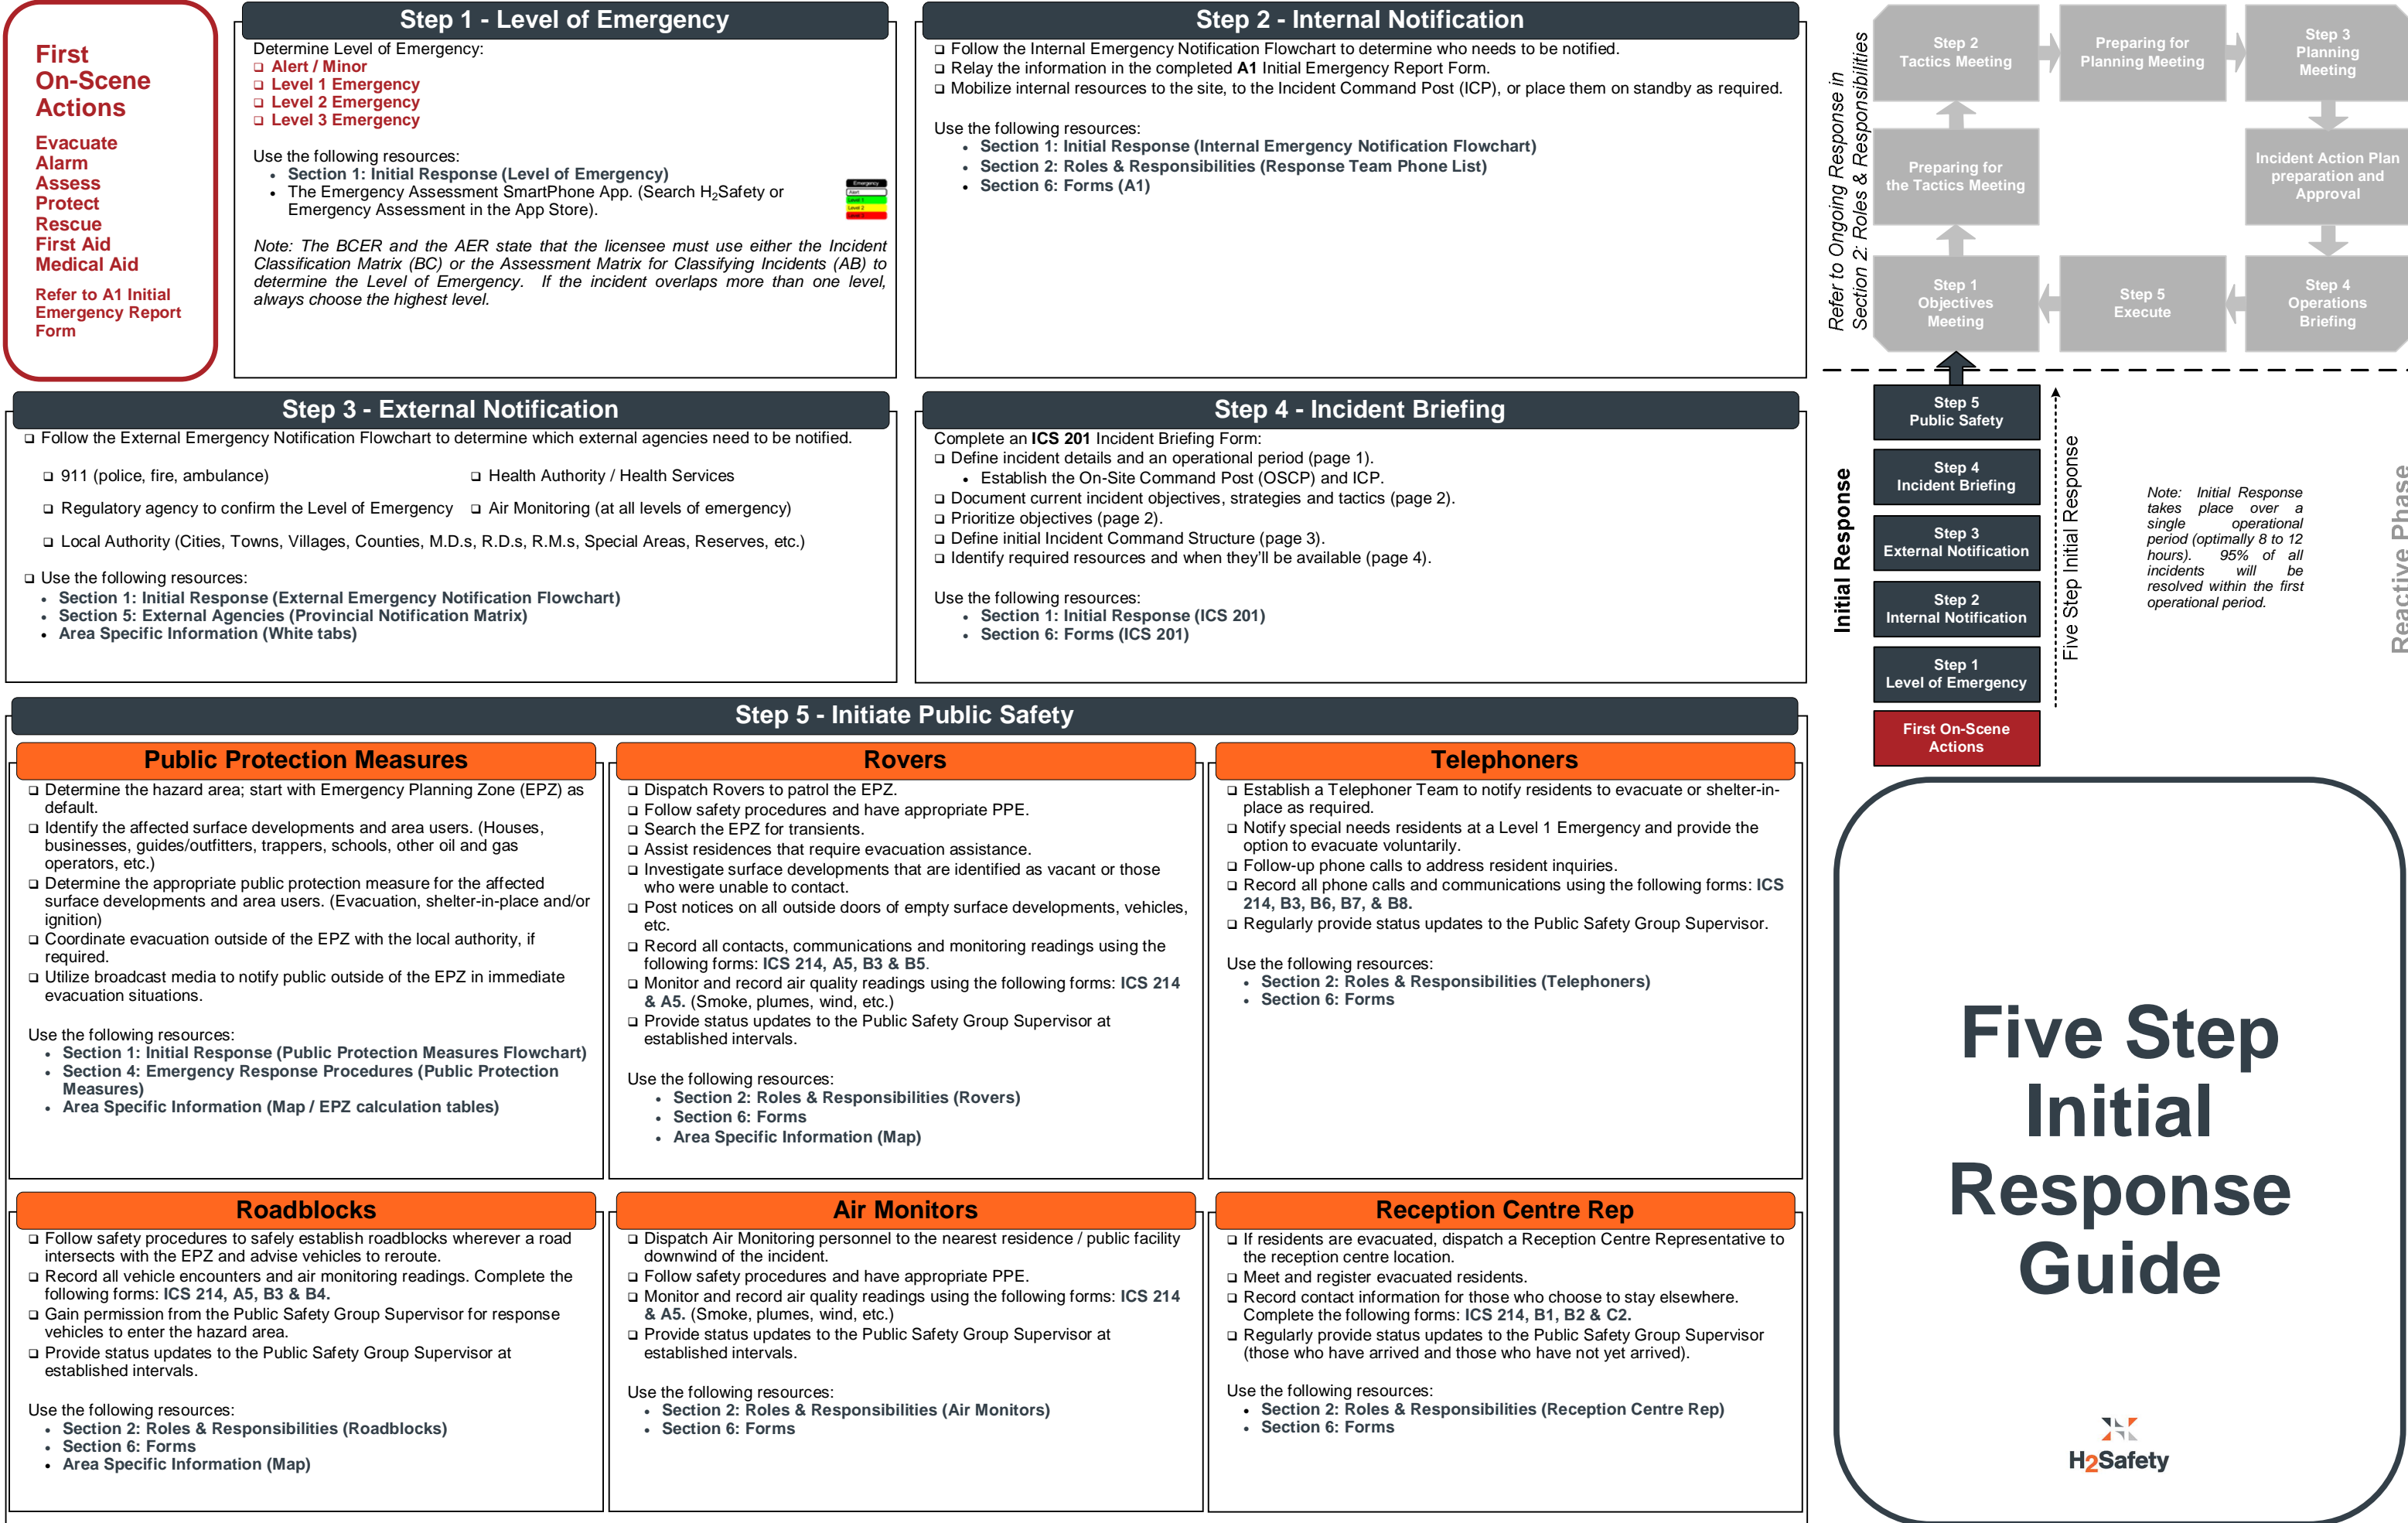 First
On-Scene
Actions
Evacuate
Alarm
Assess
Protect
Rescue
First Aid
Medical Aid
Refer to A1 Initial
Emergency Report
Form
Step 1 - Level of Emergency
Determine Level of Emergency:
❑ Alert / Minor
❑ Level 1 Emergency
❑ Level 2 Emergency
❑ Level 3 Emergency
Use the following resources:
• Section 1: Initial Response (Level of Emergency)
• The Emergency Assessment SmartPhone App. (Search H₂Safety or
Emergency Assessment in the App Store).
Emergency
Alert
Level 1
Level 2
Level 3
Note: The BCER and the AER state that the licensee must use either the Incident
Classification Matrix (BC) or the Assessment Matrix for Classifying Incidents (AB) to
determine the Level of Emergency. If the incident overlaps more than one level,
always choose the highest level.
Step 2 - Internal Notification
❑ Follow the Internal Emergency Notification Flowchart to determine who needs to be notified.
❑ Relay the information in the completed A1 Initial Emergency Report Form.
❑ Mobilize internal resources to the site, to the Incident Command Post (ICP), or place them on standby as required.
Use the following resources:
• Section 1: Initial Response (Internal Emergency Notification Flowchart)
• Section 2: Roles & Responsibilities (Response Team Phone List)
• Section 6: Forms (A1)
Step 3 - External Notification
❑ Follow the External Emergency Notification Flowchart to determine which external agencies need to be notified.
❑ 911 (police, fire, ambulance)
❑ Health Authority / Health Services
❑ Regulatory agency to confirm the Level of Emergency
❑ Air Monitoring (at all levels of emergency)
❑ Local Authority (Cities, Towns, Villages, Counties, M.D.s, R.D.s, R.M.s, Special Areas, Reserves, etc.)
❑ Use the following resources:
• Section 1: Initial Response (External Emergency Notification Flowchart)
• Section 5: External Agencies (Provincial Notification Matrix)
• Area Specific Information (White tabs)
Step 4 - Incident Briefing
Complete an ICS 201 Incident Briefing Form:
❑ Define incident details and an operational period (page 1).
• Establish the On-Site Command Post (OSCP) and ICP.
❑ Document current incident objectives, strategies and tactics (page 2).
❑ Prioritize objectives (page 2).
❑ Define initial Incident Command Structure (page 3).
❑ Identify required resources and when they'll be available (page 4).
Use the following resources:
• Section 1: Initial Response (ICS 201)
• Section 6: Forms (ICS 201)
Step 5 - Initiate Public Safety
Public Protection Measures
❑ Determine the hazard area; start with Emergency Planning Zone (EPZ) as
default.
❑ Identify the affected surface developments and area users. (Houses,
businesses, guides/outfitters, trappers, schools, other oil and gas
operators, etc.)
❑ Determine the appropriate public protection measure for the affected
surface developments and area users. (Evacuation, shelter-in-place and/or
ignition)
❑ Coordinate evacuation outside of the EPZ with the local authority, if
required.
❑ Utilize broadcast media to notify public outside of the EPZ in immediate
evacuation situations.
Use the following resources:
• Section 1: Initial Response (Public Protection Measures Flowchart)
• Section 4: Emergency Response Procedures (Public Protection
Measures)
• Area Specific Information (Map / EPZ calculation tables)
Rovers
❑ Dispatch Rovers to patrol the EPZ.
❑ Follow safety procedures and have appropriate PPE.
❑ Search the EPZ for transients.
❑ Assist residences that require evacuation assistance.
❑ Investigate surface developments that are identified as vacant or those
who were unable to contact.
❑ Post notices on all outside doors of empty surface developments, vehicles,
etc.
❑ Record all contacts, communications and monitoring readings using the
following forms: ICS 214, A5, B3 & B5.
❑ Monitor and record air quality readings using the following forms: ICS 214
& A5. (Smoke, plumes, wind, etc.)
❑ Provide status updates to the Public Safety Group Supervisor at
established intervals.
Use the following resources:
• Section 2: Roles & Responsibilities (Rovers)
• Section 6: Forms
• Area Specific Information (Map)
Telephoners
❑ Establish a Telephoner Team to notify residents to evacuate or shelter-in-
place as required.
❑ Notify special needs residents at a Level 1 Emergency and provide the
option to evacuate voluntarily.
❑ Follow-up phone calls to address resident inquiries.
❑ Record all phone calls and communications using the following forms: ICS
214, B3, B6, B7, & B8.
❑ Regularly provide status updates to the Public Safety Group Supervisor.
Use the following resources:
• Section 2: Roles & Responsibilities (Telephoners)
• Section 6: Forms
Roadblocks
❑ Follow safety procedures to safely establish roadblocks wherever a road
intersects with the EPZ and advise vehicles to reroute.
❑ Record all vehicle encounters and air monitoring readings. Complete the
following forms: ICS 214, A5, B3 & B4.
❑ Gain permission from the Public Safety Group Supervisor for response
vehicles to enter the hazard area.
❑ Provide status updates to the Public Safety Group Supervisor at
established intervals.
Use the following resources:
• Section 2: Roles & Responsibilities (Roadblocks)
• Section 6: Forms
• Area Specific Information (Map)
Air Monitors
❑ Dispatch Air Monitoring personnel to the nearest residence / public facility
downwind of the incident.
❑ Follow safety procedures and have appropriate PPE.
❑ Monitor and record air quality readings using the following forms: ICS 214
& A5. (Smoke, plumes, wind, etc.)
❑ Provide status updates to the Public Safety Group Supervisor at
established intervals.
Use the following resources:
• Section 2: Roles & Responsibilities (Air Monitors)
• Section 6: Forms
Reception Centre Rep
❑ If residents are evacuated, dispatch a Reception Centre Representative to
the reception centre location.
❑ Meet and register evacuated residents.
❑ Record contact information for those who choose to stay elsewhere.
Complete the following forms: ICS 214, B1, B2 & C2.
❑ Regularly provide status updates to the Public Safety Group Supervisor
(those who have arrived and those who have not yet arrived).
Use the following resources:
• Section 2: Roles & Responsibilities (Reception Centre Rep)
• Section 6: Forms
Refer to Ongoing Response in
Section 2: Roles & Responsibilities
Step 2
Tactics Meeting
Preparing for
Planning Meeting
Step 3
Planning
Meeting
Preparing for
the Tactics Meeting
Incident Action Plan
preparation and
Approval
Step 1
Objectives
Meeting
Step 5
Execute
Step 4
Operations
Briefing
Initial Response
Step 5
Public Safety
Step 4
Incident Briefing
Step 3
External Notification
Step 2
Internal Notification
Step 1
Level of Emergency
First On-Scene
Actions
Five Step Initial Response
Note: Initial Response
takes place over a
single operational
period (optimally 8 to 12
hours). 95% of all
incidents will be
resolved within the first
operational period.
Reactive Phase
Five Step
Initial
Response
Guide
H2Safety